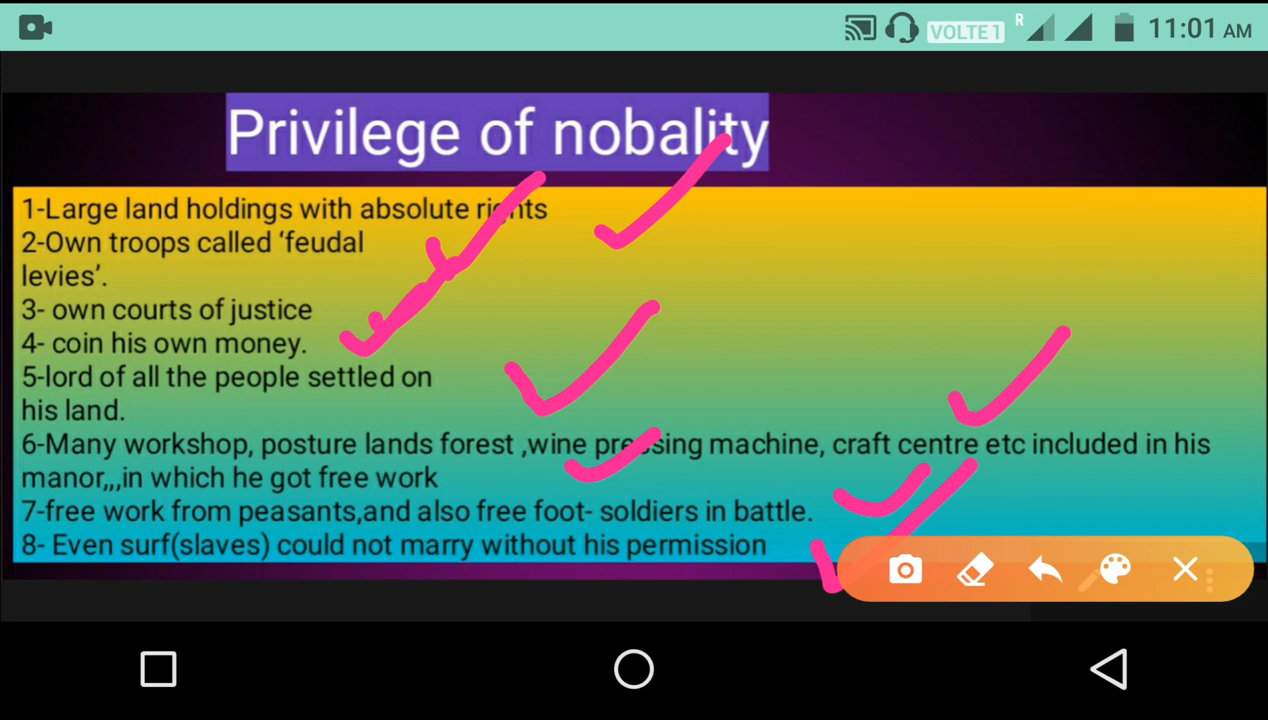 VOLTE 1 R 11:01 AM
Privilege of nobality
1-Large land holdings with absolute rights
2-Own troops called ‘feudal
levies’.
3- own courts of justice
4- coin his own money.
5-lord of all the people settled on
his land.
6-Many workshop, posture lands forest ,wine pressing machine, craft centre etc included in his
manor,,,in which he got free work
7-free work from peasants,and also free foot- soldiers in battle.
8- Even surf(slaves) could not marry without his permission